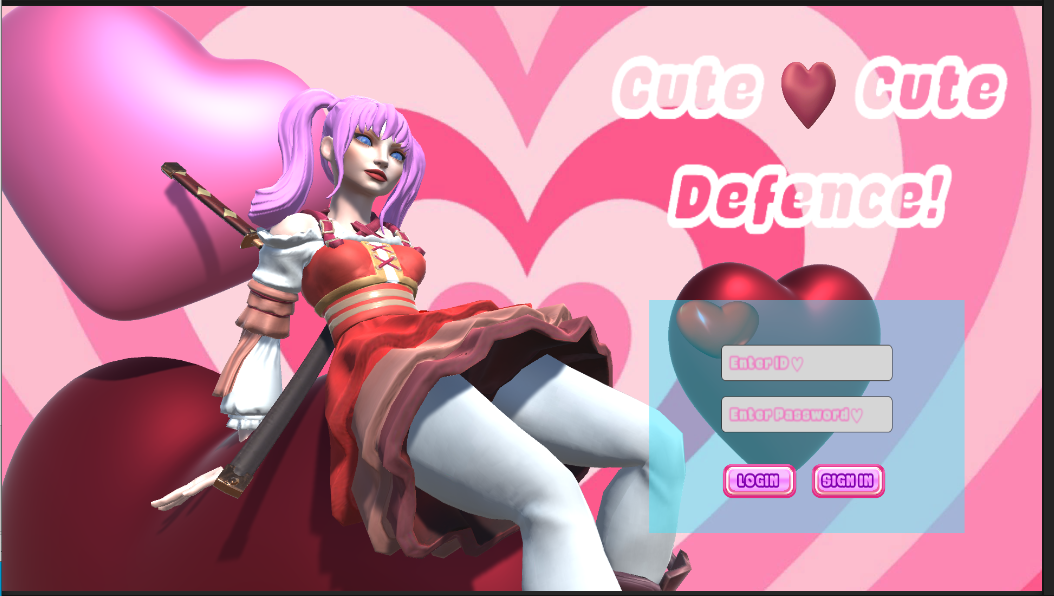 Cute ♥ Cute
Defence!
Enter ID ♡
Enter Password ♡
LOGIN SIGN IN